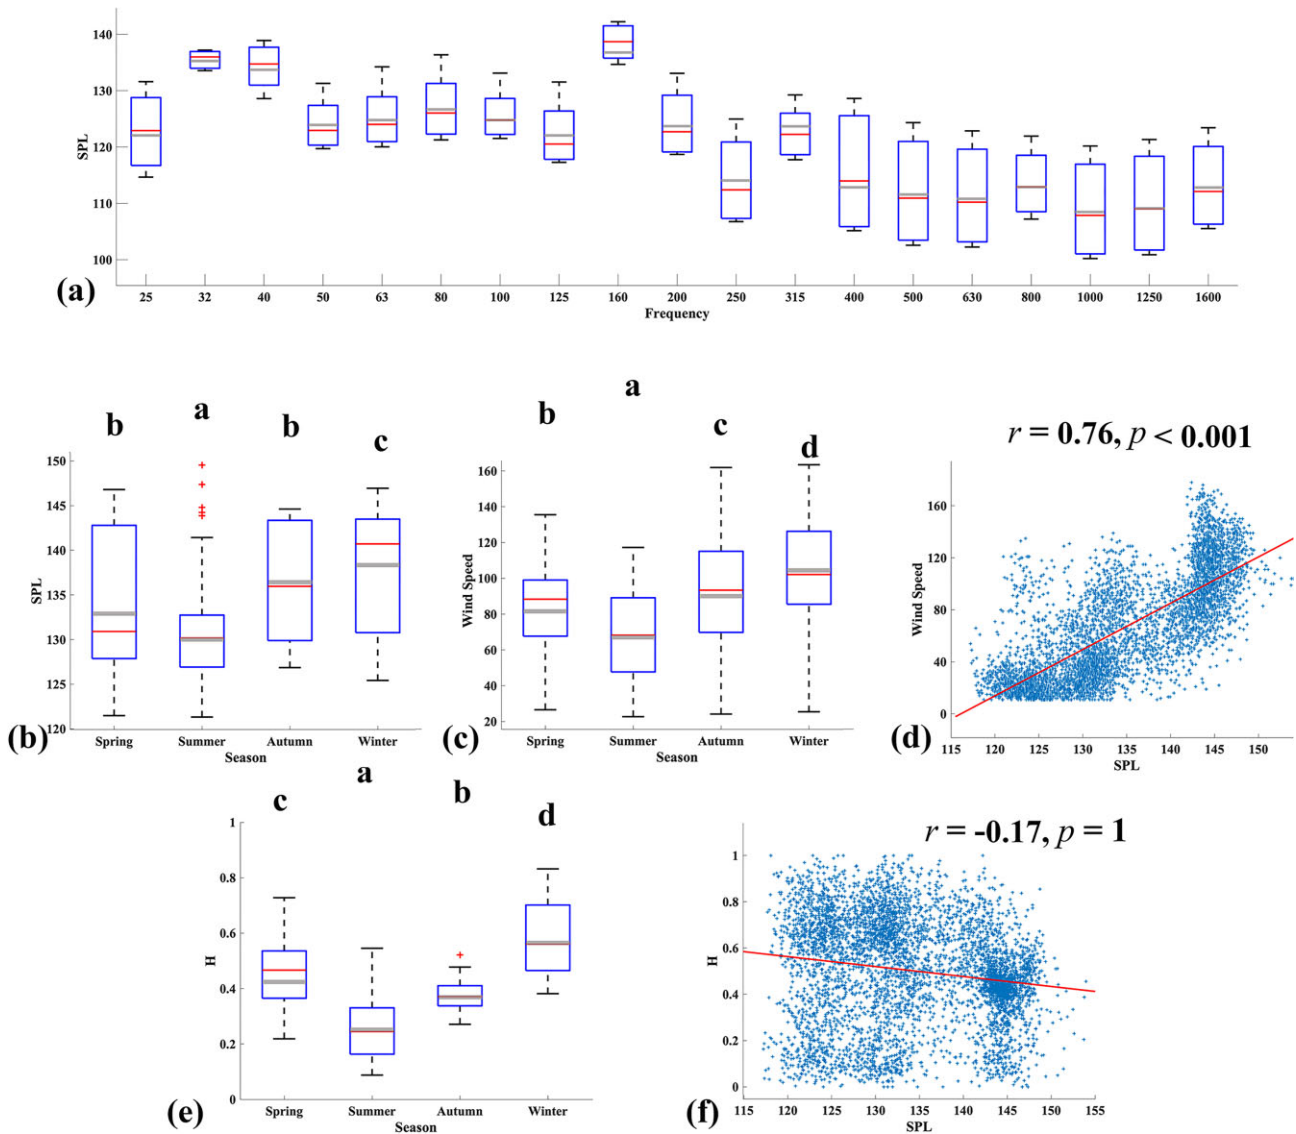 140
130
120
110
100
SPL
25 32 40 50 63 80 100 125 160 200 250 315 400 500 630 800 1000 1250 1600
Frequency
(a)
b a b c
150
145
140
135
130
125
120
SPL
Spring Summer Autumn Winter
Season
(b)
b a c d
160
140
120
100
80
60
40
20
Wind Speed
Spring Summer Autumn Winter
Season
(c)
r = 0.76, p < 0.001
160
120
80
40
0
Wind Speed
115 120 125 130 135 140 145 150
SPL
(d)
c a b d
1
0.8
0.6
0.4
0.2
0
H
Spring Summer Autumn Winter
Season
(e)
r = -0.17, p = 1
1
0.8
0.6
0.4
0.2
0
H
115 120 125 130 135 140 145 150 155
SPL
(f)